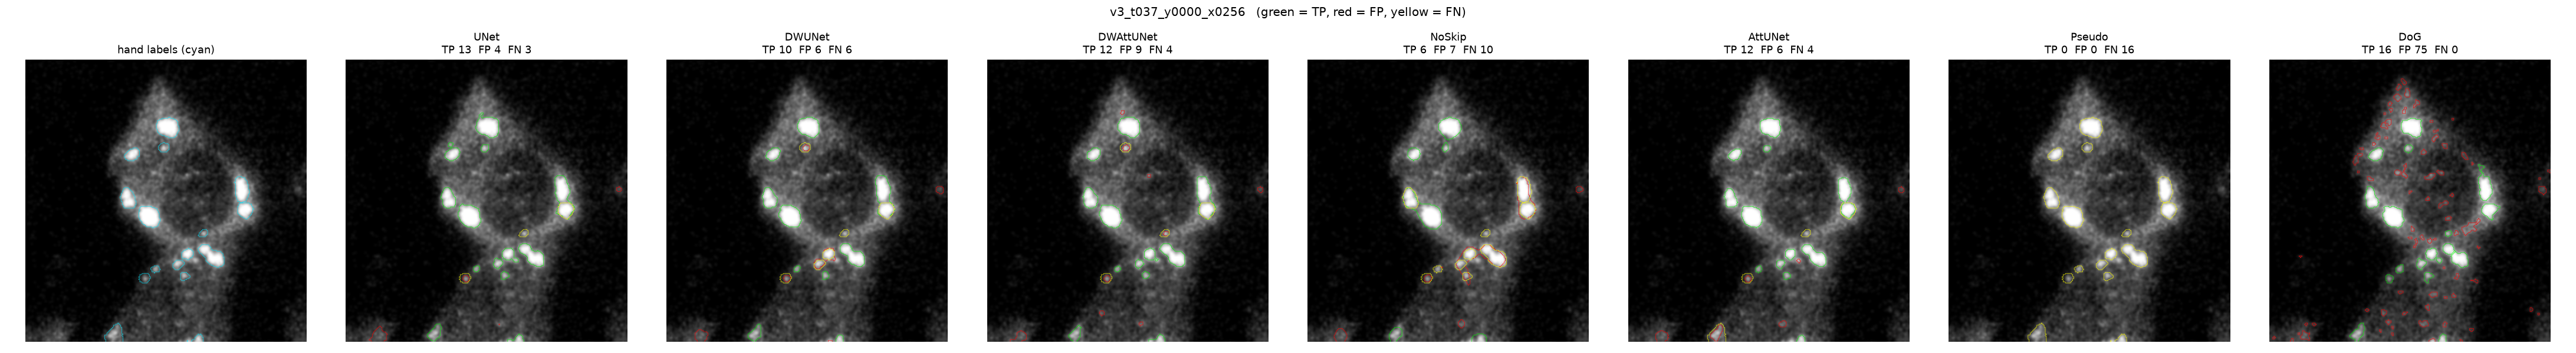 v3_t037_y0000_x0256   (green = TP, red = FP, yellow = FN)
hand labels (cyan)
UNet
TP 13  FP 4  FN 3
DWUNet
TP 10  FP 6  FN 6
DWAttUNet
TP 12  FP 9  FN 4
NoSkip
TP 6  FP 7  FN 10
AttUNet
TP 12  FP 6  FN 4
Pseudo
TP 0  FP 0  FN 16
DoG
TP 16  FP 75  FN 0